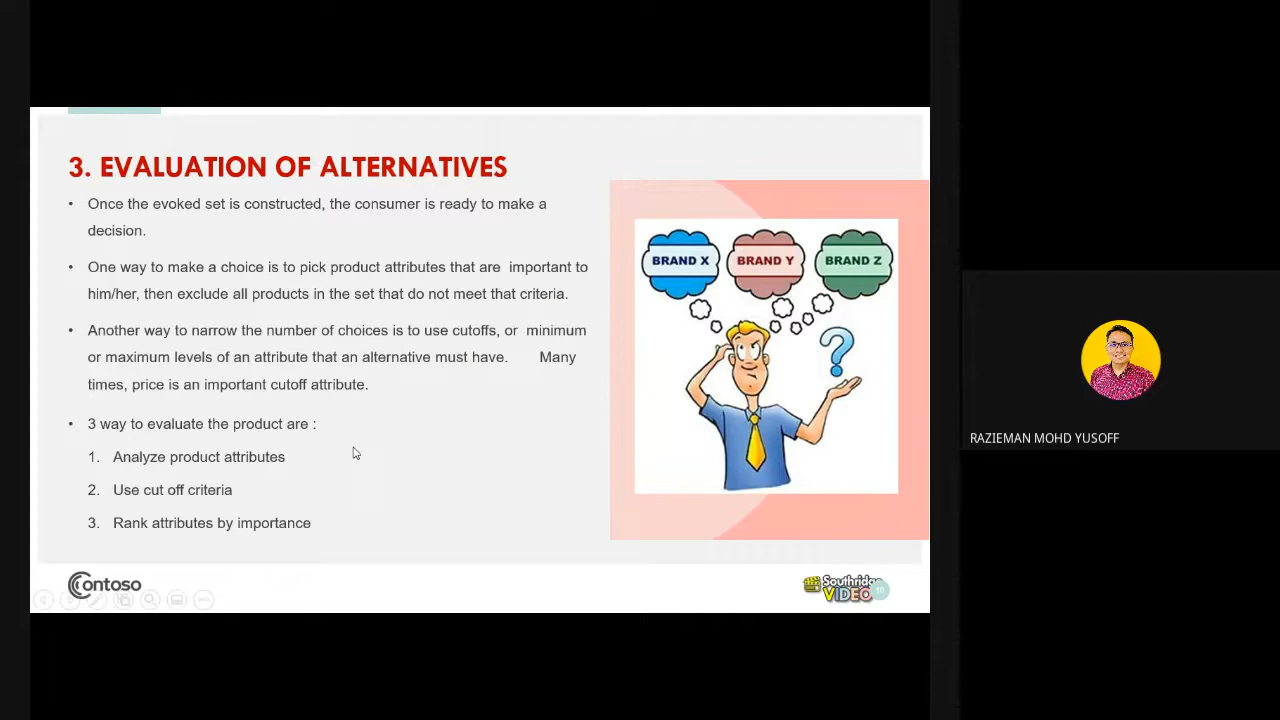 3. EVALUATION OF ALTERNATIVES
• Once the evoked set is constructed, the consumer is ready to make a
decision.
• One way to make a choice is to pick product attributes that are important to
him/her, then exclude all products in the set that do not meet that criteria.
• Another way to narrow the number of choices is to use cutoffs, or minimum
or maximum levels of an attribute that an alternative must have. Many
times, price is an important cutoff attribute.
• 3 way to evaluate the product are :
1. Analyze product attributes
2. Use cut off criteria
3. Rank attributes by importance
BRAND X
BRAND Y
BRAND Z
?
Contoso
Southridge
VIDEO
10
RAZIEMAN MOHD YUSOFF